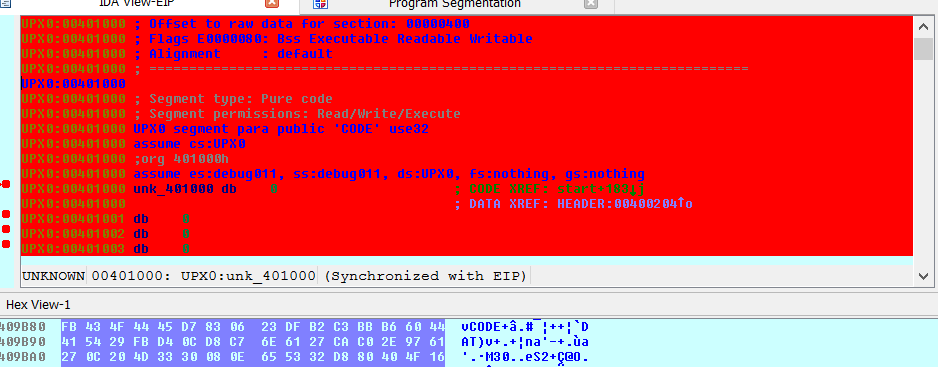 IDA View-EIP Program Segmentation
UPX0:00401000 ; Offset to raw data for section: 00000400
UPX0:00401000 ; Flags E0000080: Bss Executable Readable Writable
UPX0:00401000 ; Alignment     : default
UPX0:00401000 ; ===========================================================================
UPX0:00401000
UPX0:00401000 ; Segment type: Pure code
UPX0:00401000 ; Segment permissions: Read/Write/Execute
UPX0:00401000 UPX0 segment para public 'CODE' use32
UPX0:00401000 assume cs:UPX0
UPX0:00401000 ;org 401000h
UPX0:00401000 assume es:debug011, ss:debug011, ds:UPX0, fs:nothing, gs:nothing
UPX0:00401000 unk_401000 db    0                      ; CODE XREF: start+188↓j
UPX0:00401000                                         ; DATA XREF: HEADER:00400204↑o
UPX0:00401001 db    0
UPX0:00401002 db    0
UPX0:00401003 db    0
UNKNOWN 00401000: UPX0:unk_401000 (Synchronized with EIP)
Hex View-1
409B80 FB 43 4F 44 45 D7 83 06 23 DF B2 C3 BB B6 60 44 vCODE+â.#¯¦++¦`D
409B90 41 54 29 FB D4 0C D8 C7 6E 61 27 CA C0 2E 97 61 AT)v+.+¦na'-+.ùa
409BA0 27 0C 20 4D 33 30 08 0E 65 53 32 D8 80 40 4F 16 '.·M30..eS2+Ç@O.